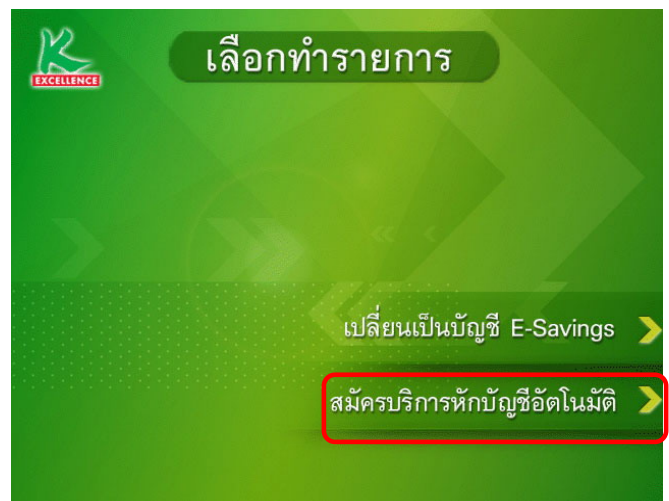 K
EXCELLENCE
เลือกทำรายการ
เปลี่ยนเป็นบัญชี E-Savings
สมัครบริการหักบัญชีอัตโนมัติ